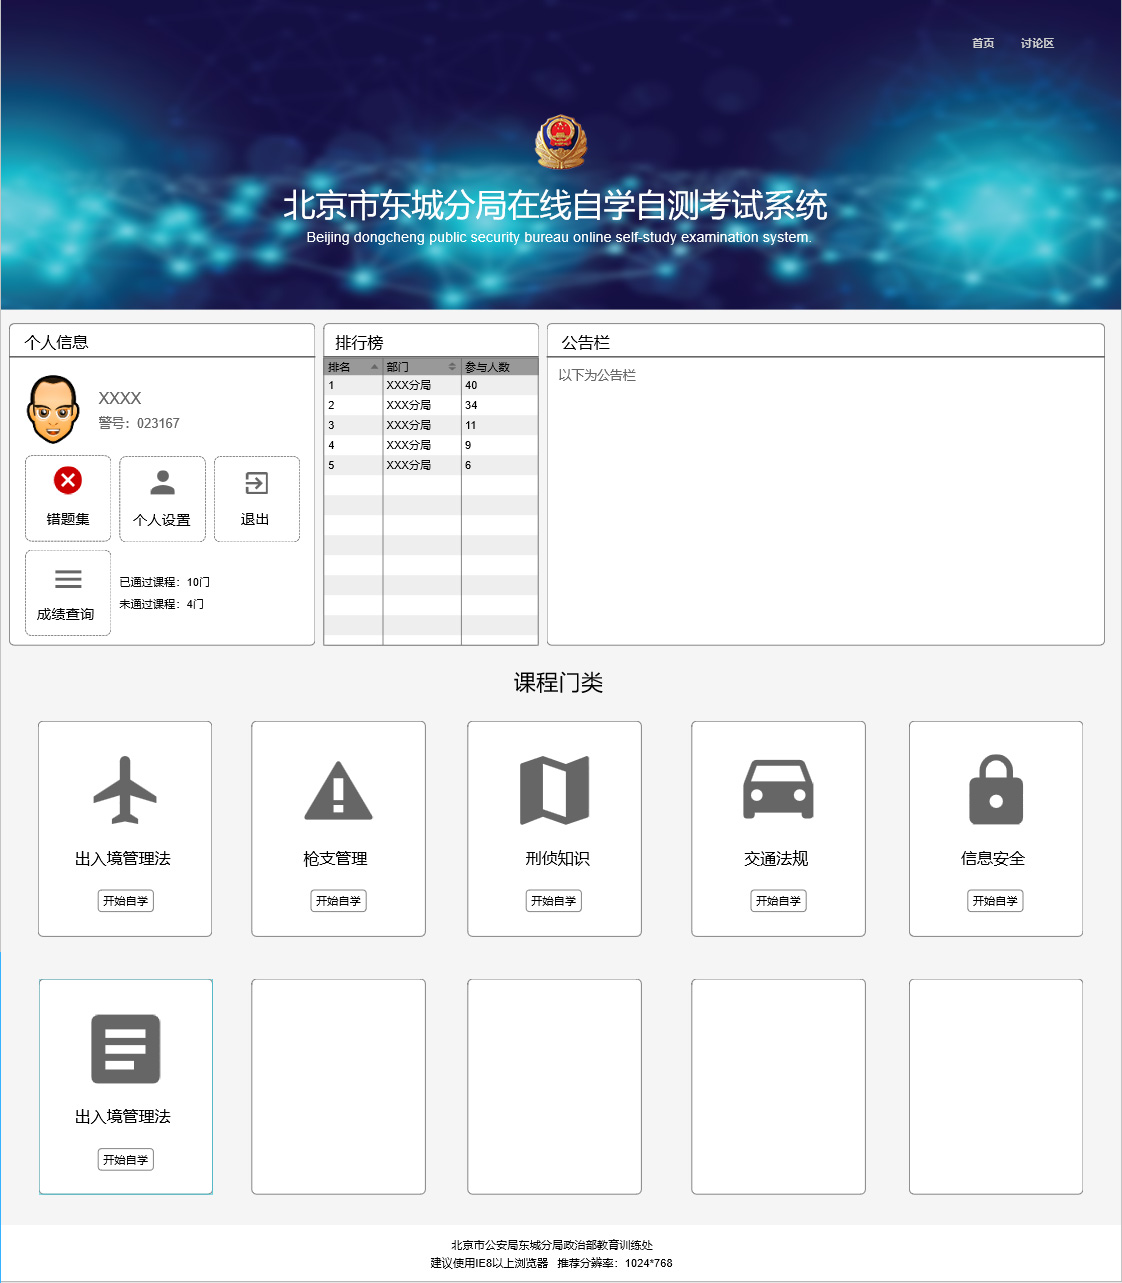 首页 讨论区
北京市东城分局在线自学自测考试系统
Beijing dongcheng public security bureau online self-study examination system.
个人信息
XXXX
警号：023167
错题集 个人设置 退出
成绩查询
已通过课程：10门
未通过课程：4门
排行榜
排名 部门 参与人数
1 XXX分局 40
2 XXX分局 34
3 XXX分局 11
4 XXX分局 9
5 XXX分局 6
公告栏
以下为公告栏
课程门类
出入境管理法 枪支管理 刑侦知识 交通法规 信息安全
开始自学 开始自学 开始自学 开始自学 开始自学
出入境管理法
开始自学
北京市公安局东城分局政治部教育训练处
建议使用IE8以上浏览器 推荐分辨率：1024*768